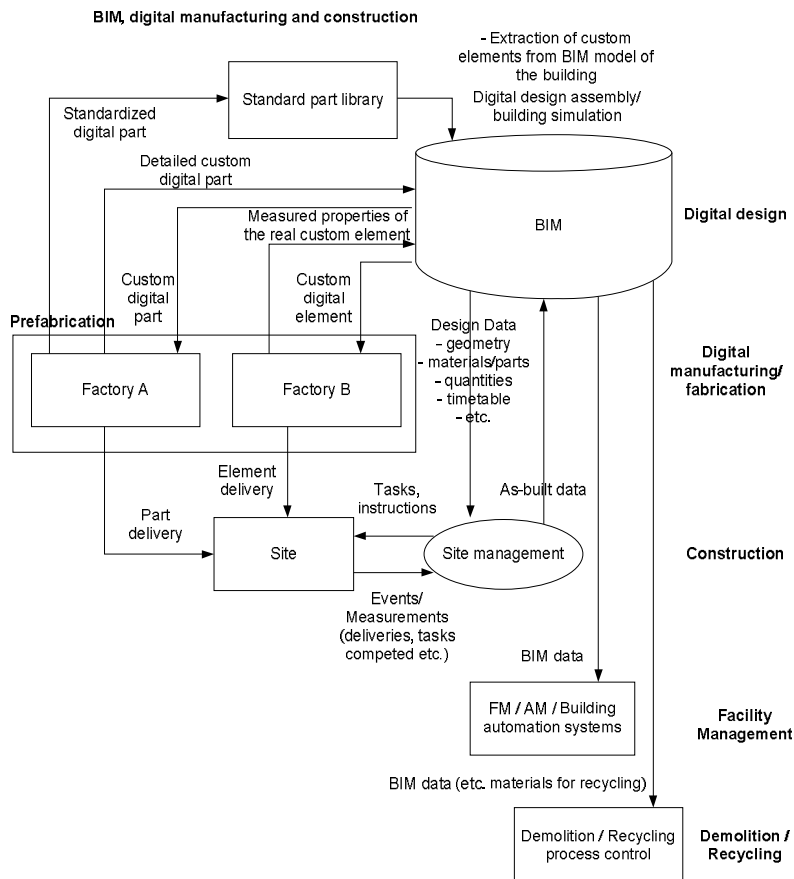 BIM, digital manufacturing and construction
- Extraction of custom
elements from BIM model of
the building
Digital design assembly/
building simulation
Standard part library
Standardized
digital part
Detailed custom
digital part
Measured properties of
the real custom element
BIM
Digital design
Custom
digital
part
Custom
digital
element
Prefabrication
Factory A
Factory B
Design Data
- geometry
- materials/parts
- quantities
- timetable
- etc.
Digital
manufacturing/
fabrication
Element
delivery
Part
delivery
Tasks,
instructions
As-built data
Site
Site management
Construction
Events/
Measurements
(deliveries, tasks
competed etc.)
BIM data
FM / AM / Building
automation systems
Facility
Management
BIM data (etc. materials for recycling)
Demolition / Recycling
process control
Demolition /
Recycling